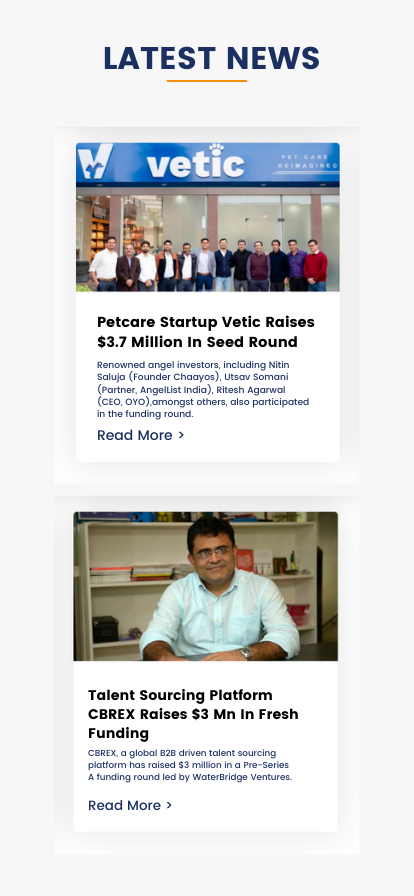 LATEST NEWS
vetic
PET CARE
REIMAGINED
Petcare Startup Vetic Raises
$3.7 Million In Seed Round
Renowned angel investors, including Nitin
Saluja (Founder Chaayos), Utsav Somani
(Partner, AngelList India), Ritesh Agarwal
(CEO, OYO),amongst others, also participated
in the funding round.
Read More >
Talent Sourcing Platform
CBREX Raises $3 Mn In Fresh
Funding
CBREX, a global B2B driven talent sourcing
platform has raised $3 million in a Pre-Series
A funding round led by WaterBridge Ventures.
Read More >